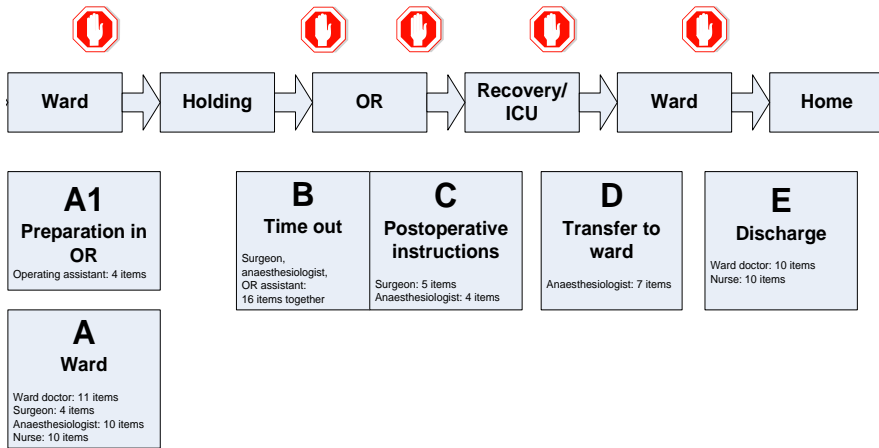 Ward
Holding
OR
Recovery/
ICU
Ward
Home
A1
Preparation in
OR
Operating assistant: 4 items
B
Time out
Surgeon,
anaesthesiologist,
OR assistant:
16 items together
C
Postoperative
instructions
Surgeon: 5 items
Anaesthesiologist: 4 items
D
Transfer to
ward
Anaesthesiologist: 7 items
E
Discharge
Ward doctor: 10 items
Nurse: 10 items
A
Ward
Ward doctor: 11 items
Surgeon: 4 items
Anaesthesiologist: 10 items
Nurse: 10 items